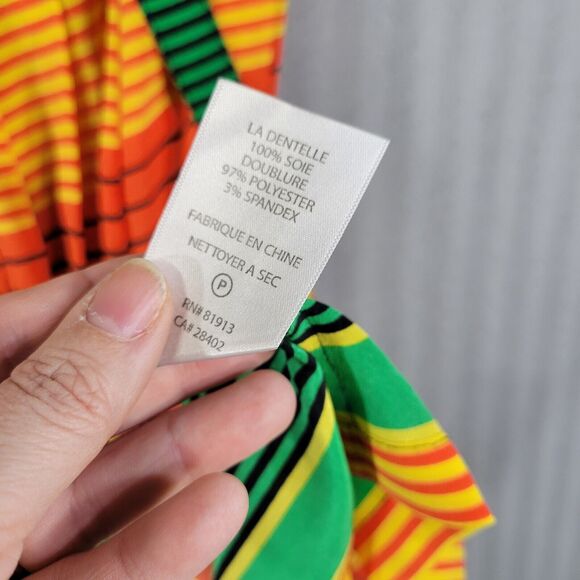 LA DENTELLE
100% SOIE
DOUBLURE
97% POLYESTER
3% SPANDEX
FABRIQUE EN CHINE
NETTOYER A SEC
P
RN# 81913
CA# 28402